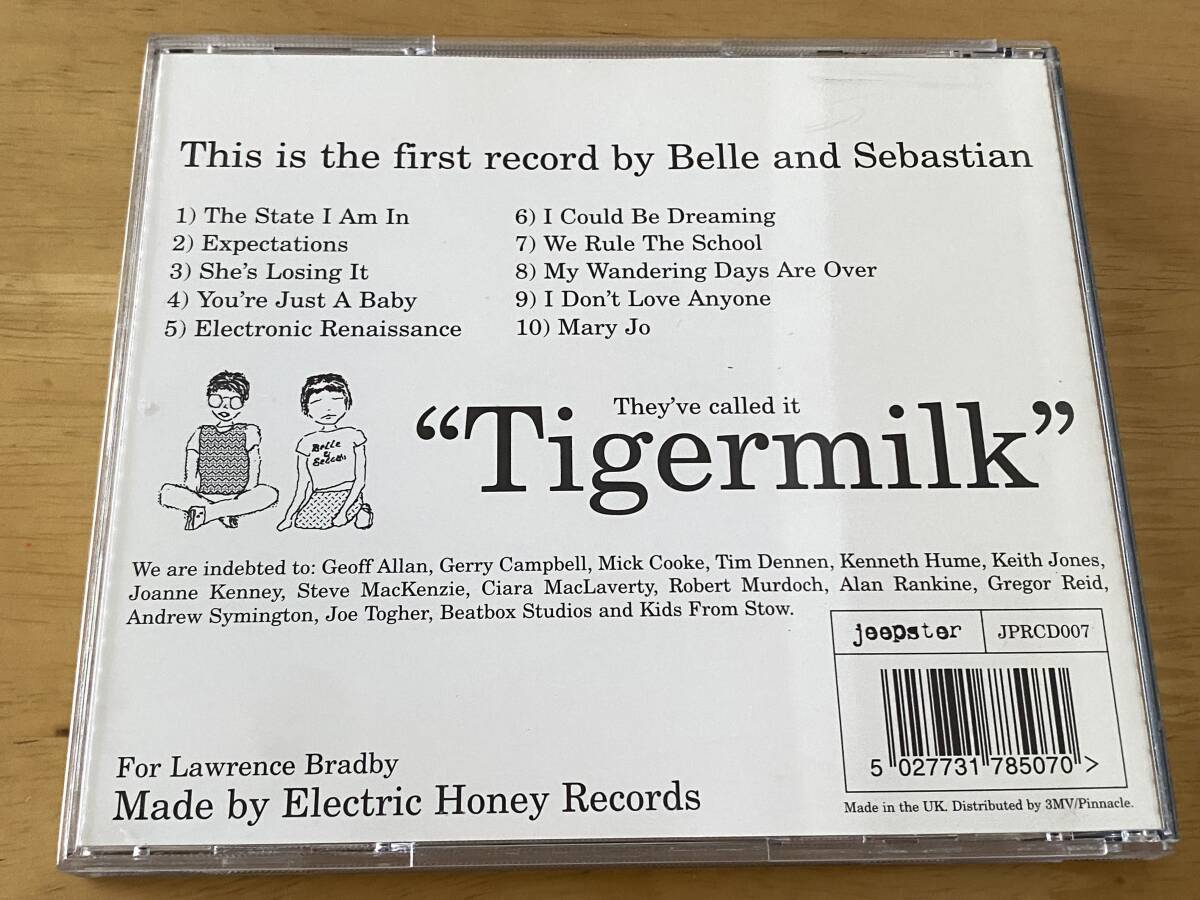 This is the first record by Belle and Sebastian
1) The State I Am In
2) Expectations
3) She's Losing It
4) You're Just A Baby
5) Electronic Renaissance
6) I Could Be Dreaming
7) We Rule The School
8) My Wandering Days Are Over
9) I Don't Love Anyone
10) Mary Jo
Belle
They've called it
“Tigermilk”
We are indebted to: Geoff Allan, Gerry Campbell, Mick Cooke, Tim Dennen, Kenneth Hume, Keith Jones,
Joanne Kenney, Steve MacKenzie, Ciara MacLaverty, Robert Murdoch, Alan Rankine, Gregor Reid,
Andrew Symington, Joe Togher, Beatbox Studios and Kids From Stow.
jeepster
JPRCD007
5 027731 785070 >
Made in the UK. Distributed by 3MV/Pinnacle.
For Lawrence Bradby
Made by Electric Honey Records